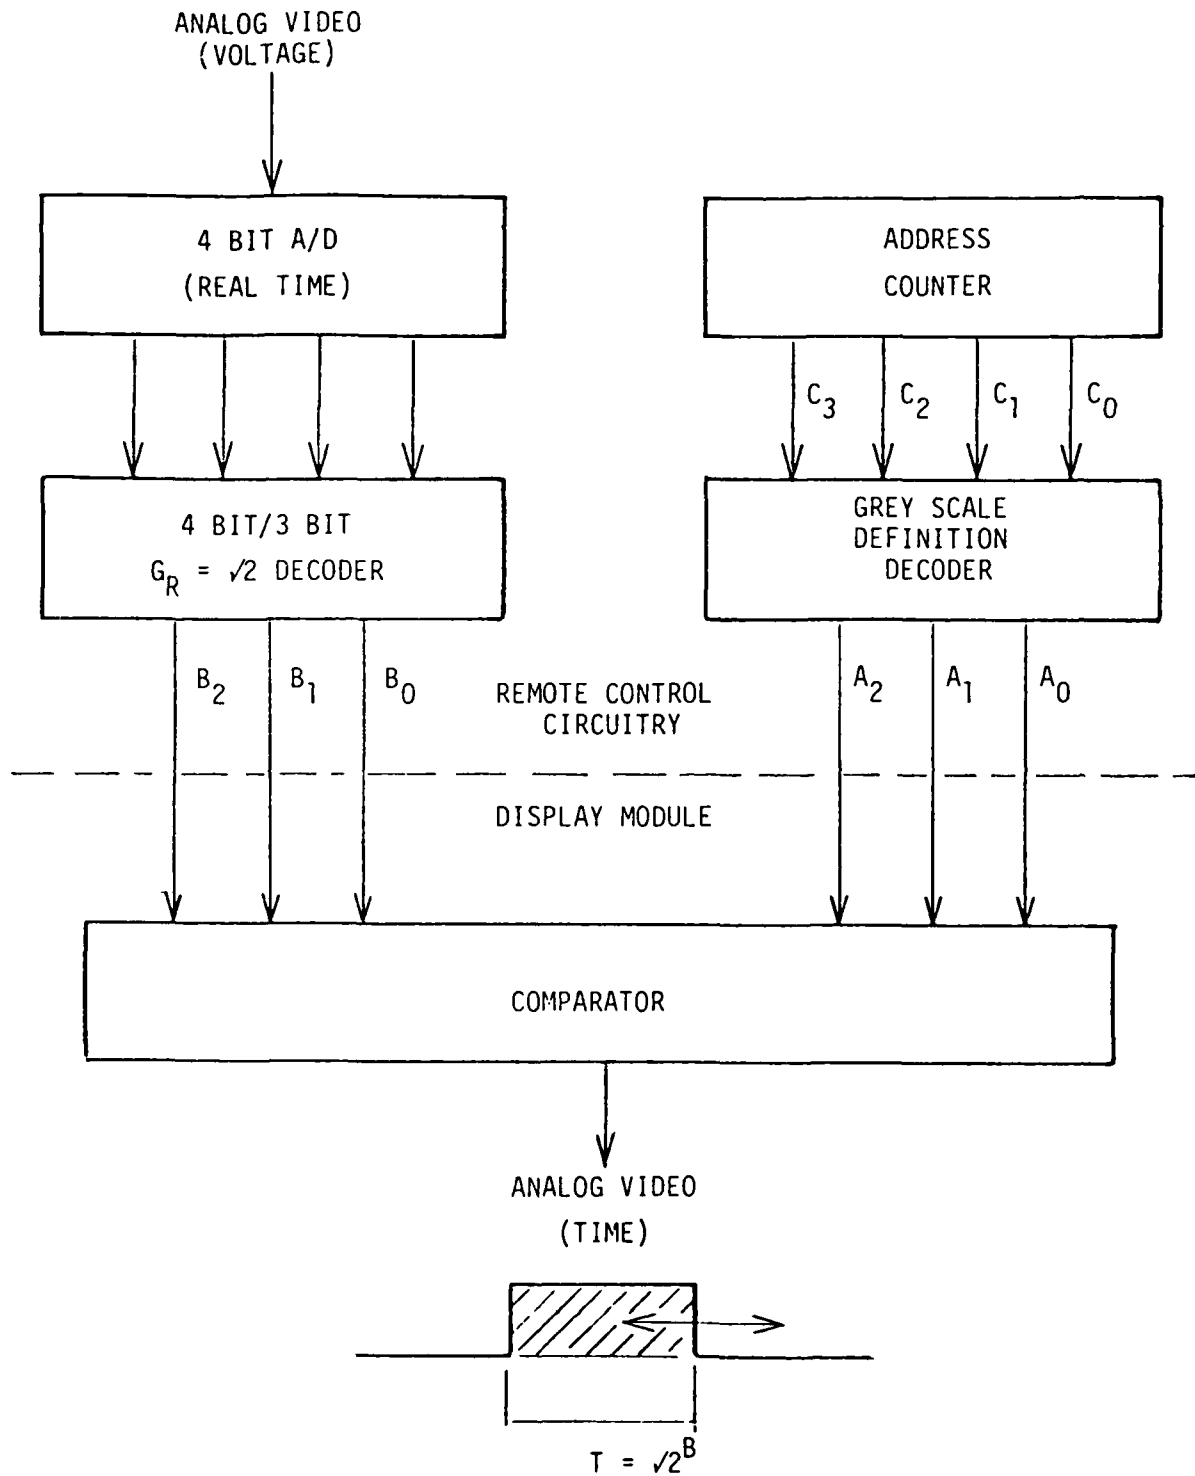 ANALOG VIDEO
(VOLTAGE)
4 BIT A/D
(REAL TIME)
ADDRESS
COUNTER
C3 C2 C1 C0
4 BIT/3 BIT
GR = √2 DECODER
GREY SCALE
DEFINITION
DECODER
B2 B1 B0
A2 A1 A0
REMOTE CONTROL
CIRCUITRY
DISPLAY MODULE
COMPARATOR
ANALOG VIDEO
(TIME)
T = √2^B